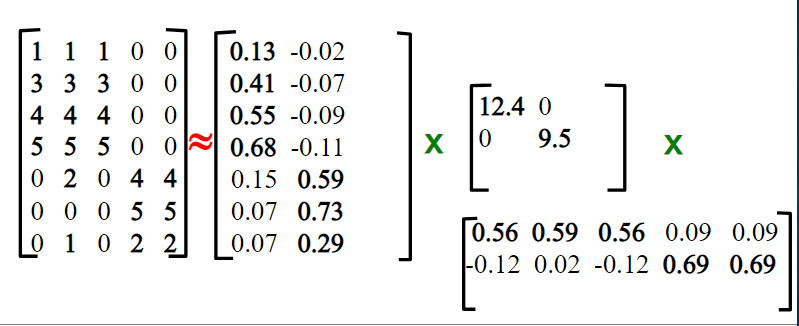 1 1 1 0 0
3 3 3 0 0
4 4 4 0 0
5 5 5 0 0
0 2 0 4 4
0 0 0 5 5
0 1 0 2 2
≈
0.13 -0.02
0.41 -0.07
0.55 -0.09
0.68 -0.11
0.15 0.59
0.07 0.73
0.07 0.29
x
12.4 0
0 9.5
x
0.56 0.59 0.56 0.09 0.09
-0.12 0.02 -0.12 0.69 0.69